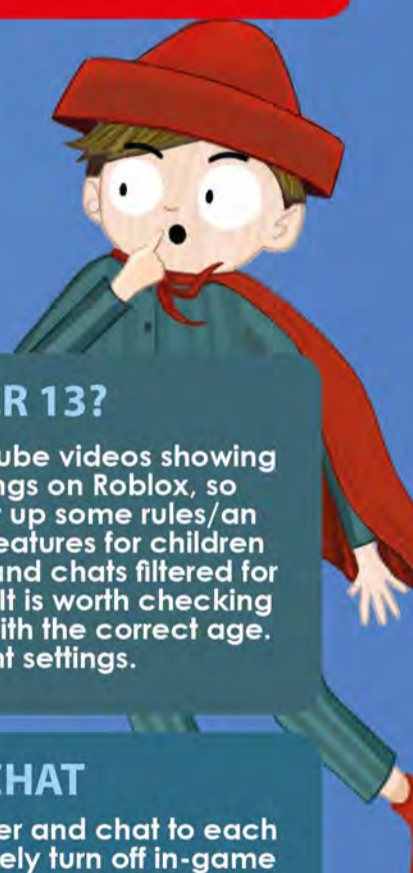 R 13?
ube videos showing
ngs on Roblox, so
up some rules/an
eatures for children
and chats filtered for
It is worth checking
ith the correct age.
nt settings.
CHAT
er and chat to each
ely turn off in-game